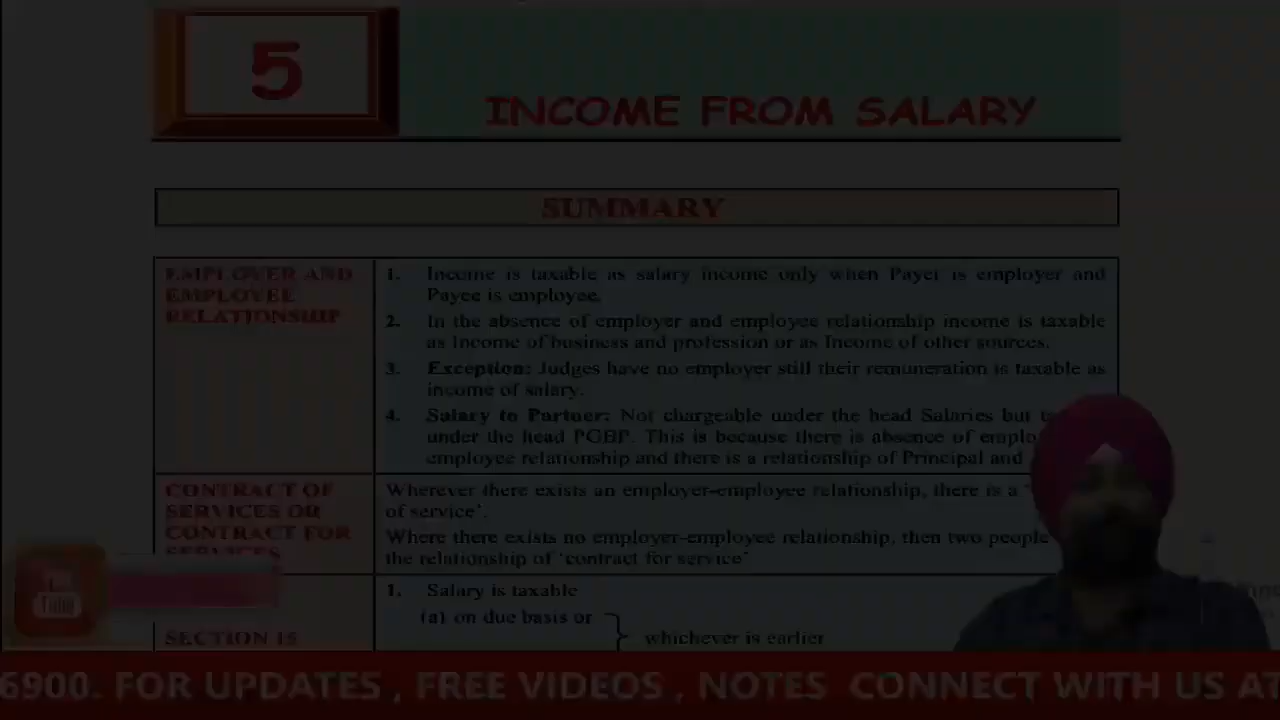 5
INCOME FROM SALARY
SUMMARY
EMPLOYER AND
EMPLOYEE
RELATIONSHIP
1. Income is taxable as salary income only when Payer is employer and
Payee is employee.
2. In the absence of employer and employee relationship income is taxable
as Income of business and profession or as Income of other sources.
3. Exception: Judges have no employer still their remuneration is taxable as
income of salary.
4. Salary to Partner: Not chargeable under the head Salaries but
under the head PGBP. This is because there is absence of emplo
employee relationship and there is a relationship of Principal and
CONTRACT OF
SERVICES OR
CONTRACT FOR
SERVICES
Wherever there exists an employer-employee relationship, there is a
of service'.
Where there exists no employer-employee relationship, then two people
the relationship of 'contract for service'
SECTION 15
1. Salary is taxable
(a) on due basis or
whichever is earlier
You
Tube
6900. FOR UPDATES , FREE VIDEOS , NOTES CONNECT WITH US AT